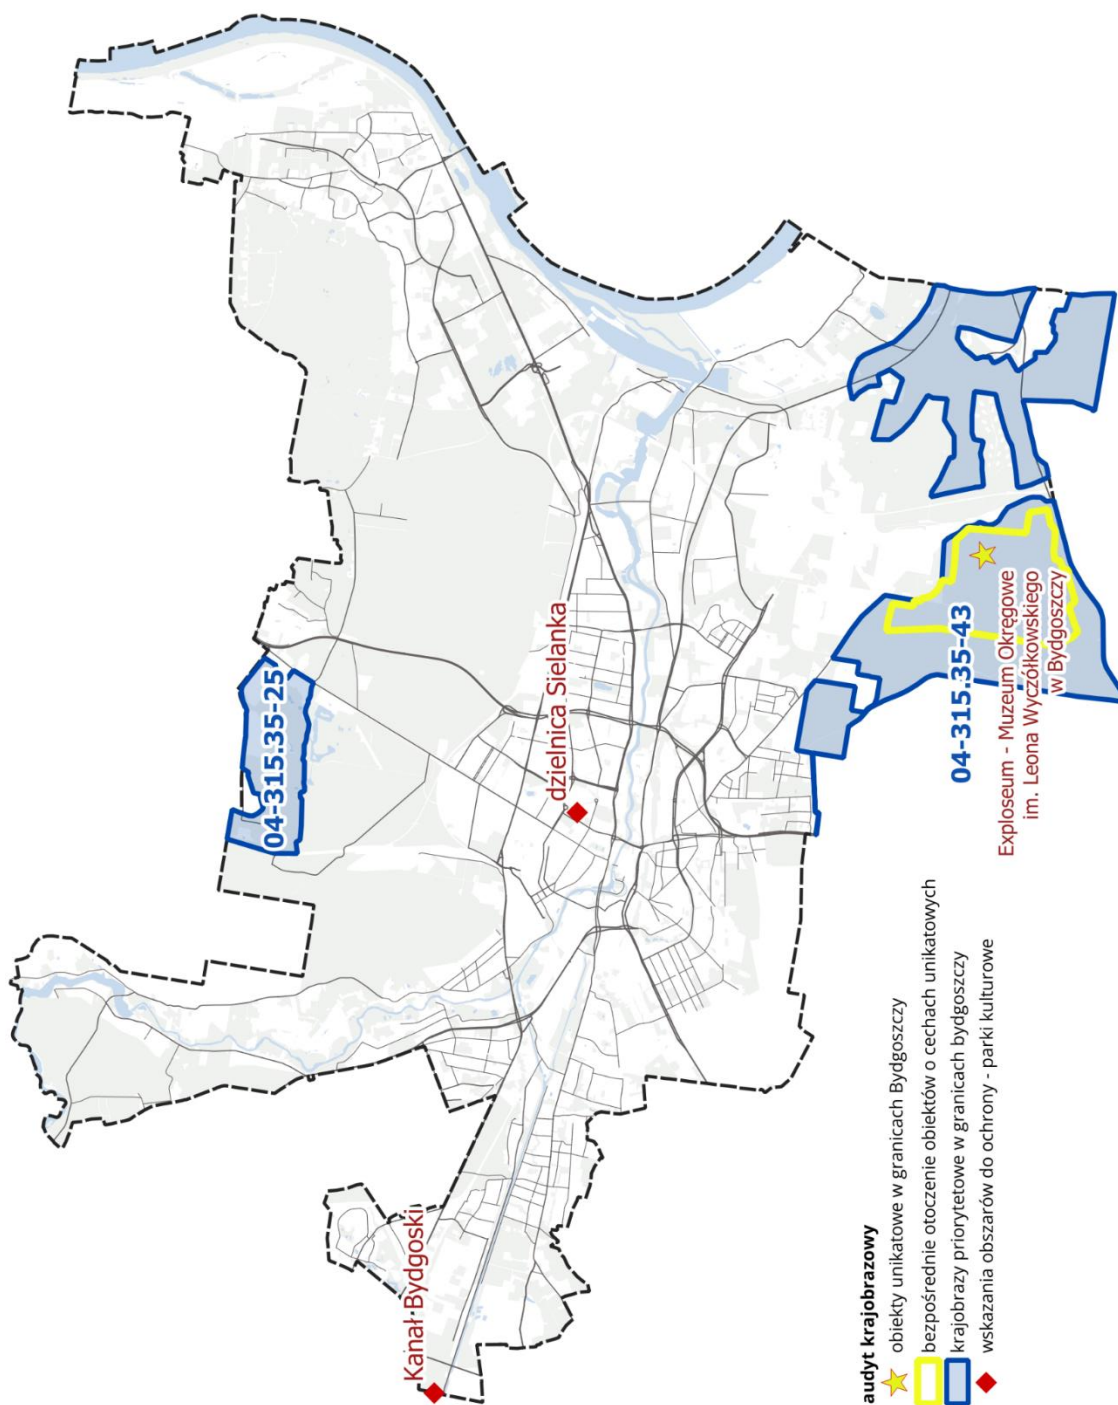 Kanał Bydgoski
04-315.35-25
dzielnica Sielanka
04-315.35-43
Exploseum - Muzeum Okręgowe
im. Leona Wyczółkowskiego
w Bydgoszczy
audyt krajobrazowy
obiekty unikatowe w granicach Bydgoszczy
bezpośrednie otoczenie obiektów o cechach unikatowych
krajobrazy priorytetowe w granicach bydgoszczy
wskazania obszarów do ochrony - parki kulturowe